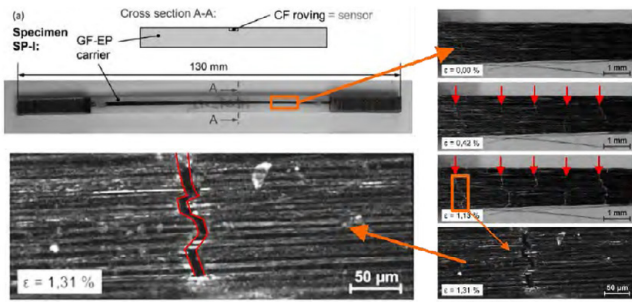 (a)
Cross section A-A:
CF roving = sensor
Specimen
SP-I:
GF-EP
carrier
130 mm
A
A
ε = 0,00 %
1 mm
ε = 0,42 %
1 mm
ε = 1,13 %
1 mm
ε = 1,31 %
50 µm
ε = 1,31 %
50 µm